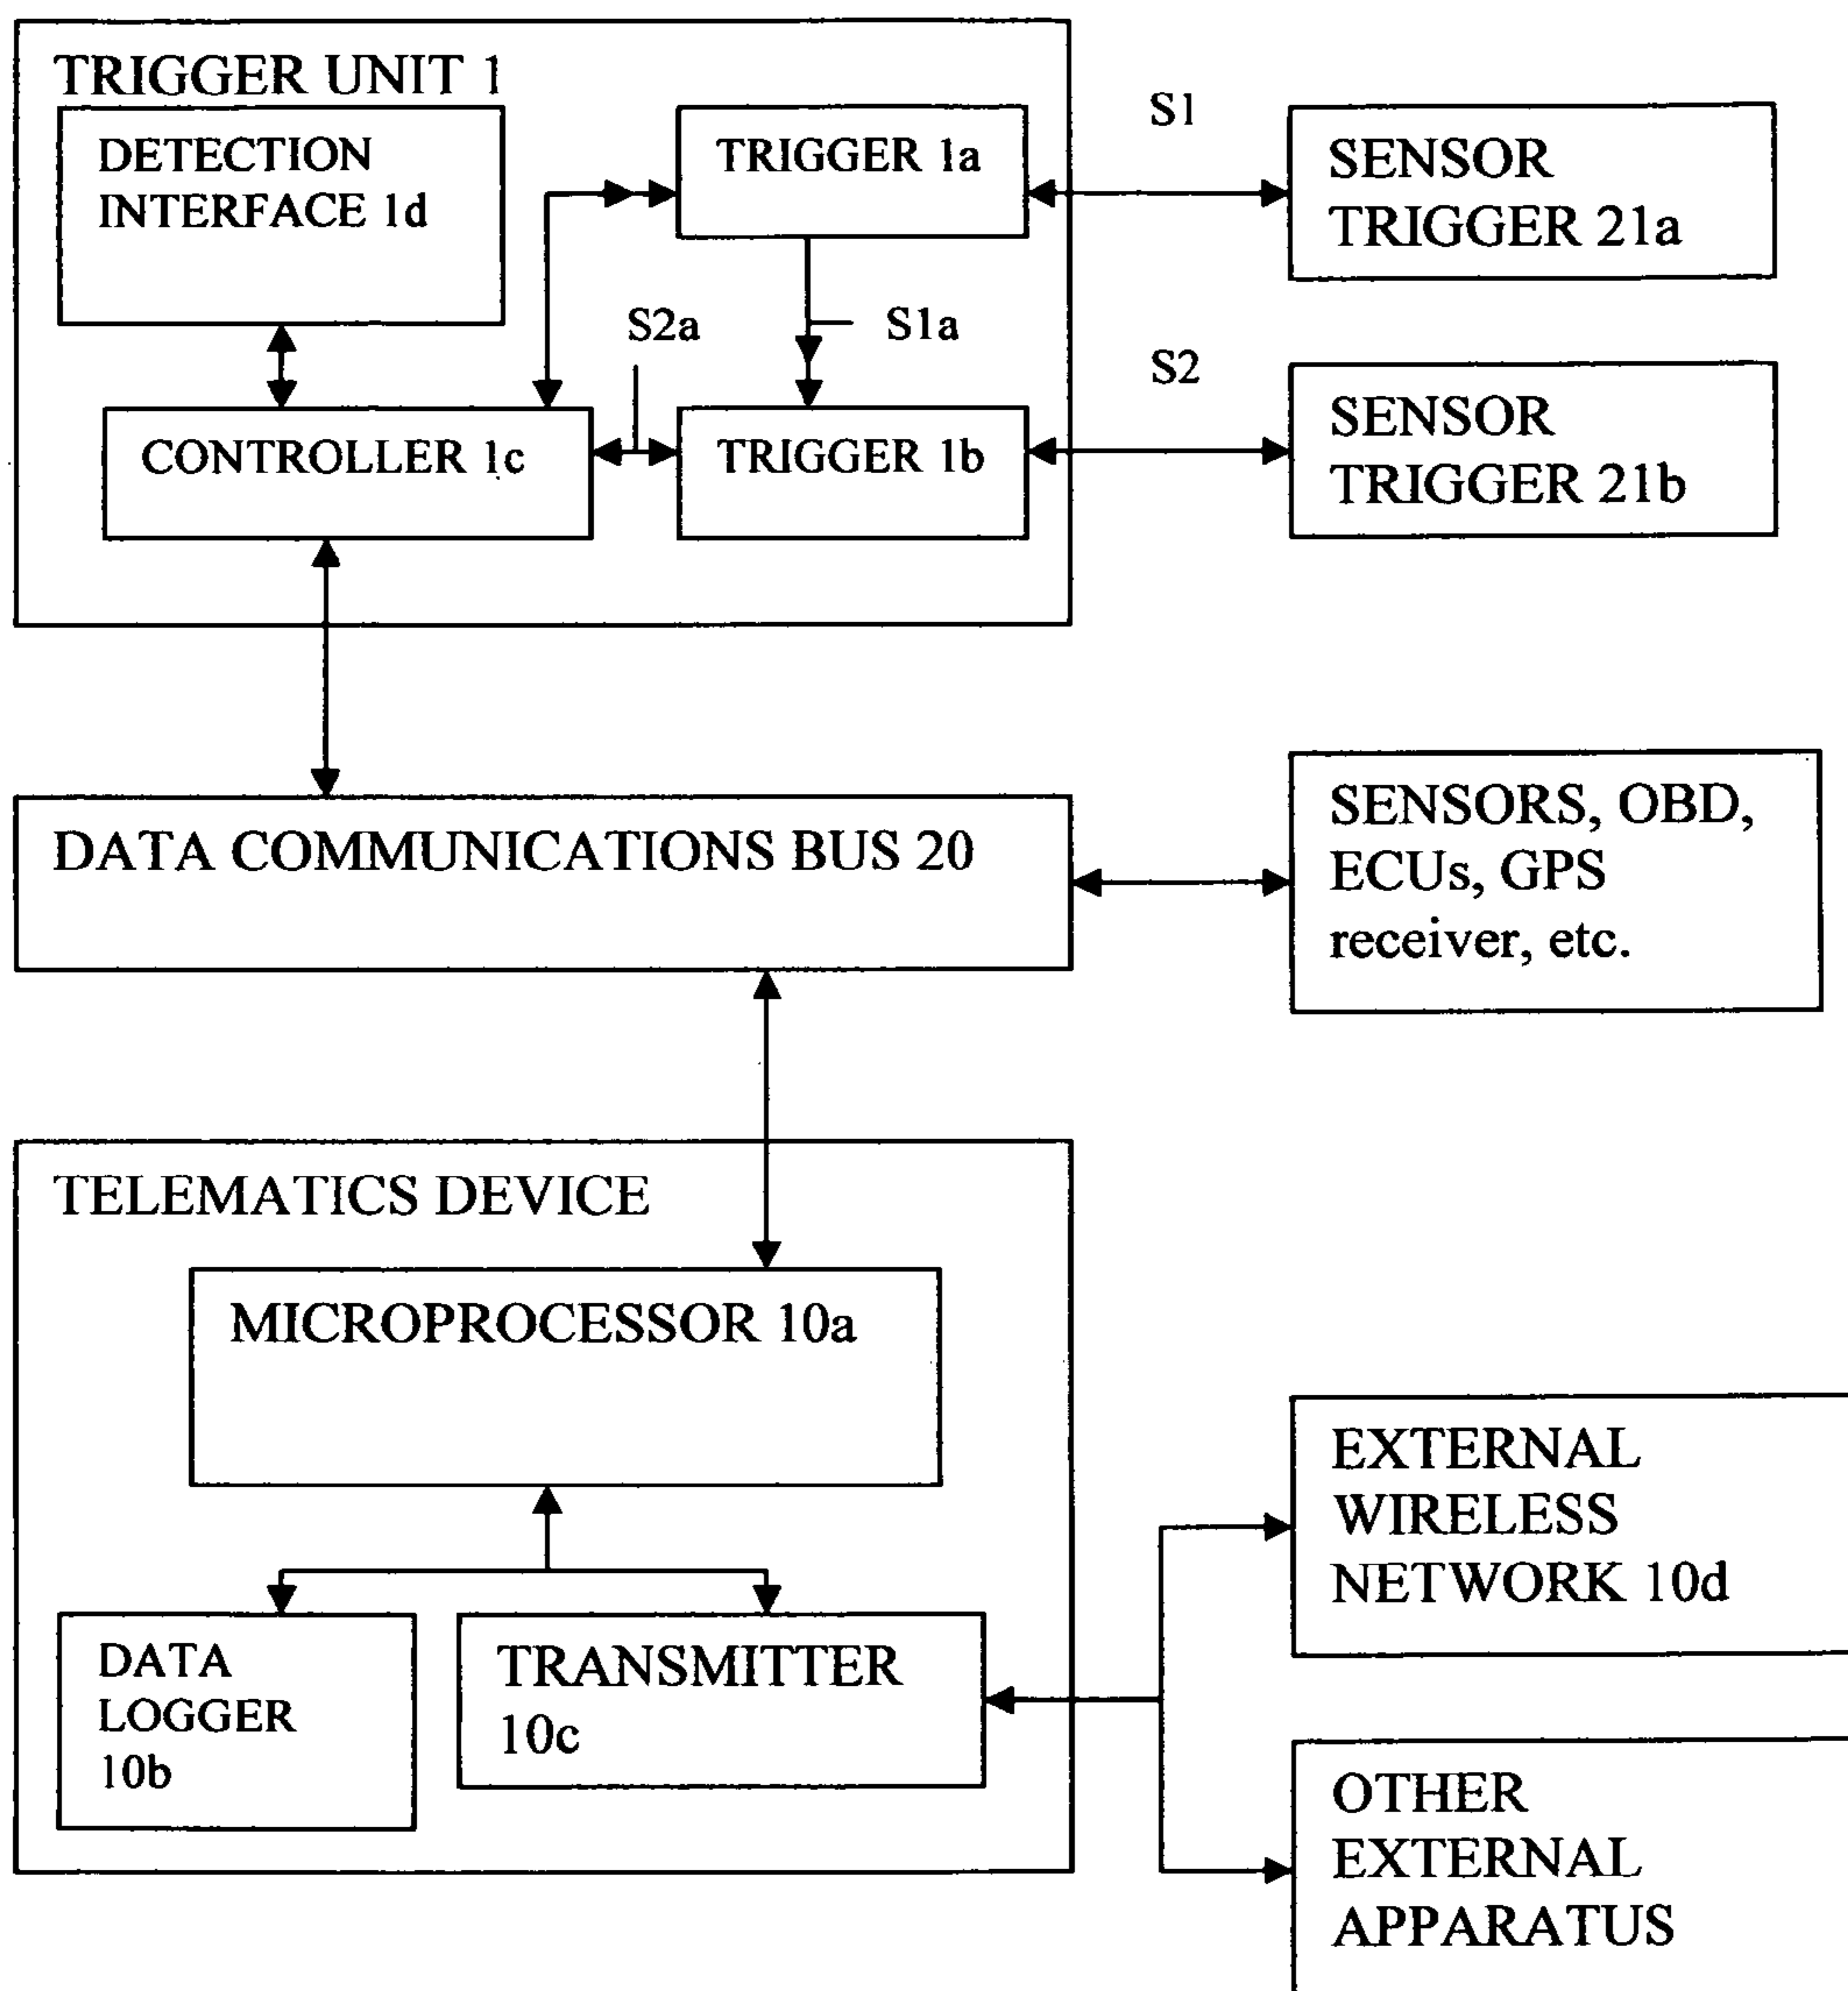 TRIGGER UNIT 1
DETECTION
INTERFACE 1d
TRIGGER 1a
S1
SENSOR
TRIGGER 21a
S2a
S1a
S2
CONTROLLER 1c
TRIGGER 1b
SENSOR
TRIGGER 21b
DATA COMMUNICATIONS BUS 20
SENSORS, OBD,
ECUs, GPS
receiver, etc.
TELEMATICS DEVICE
MICROPROCESSOR 10a
DATA
LOGGER
10b
TRANSMITTER
10c
EXTERNAL
WIRELESS
NETWORK 10d
OTHER
EXTERNAL
APPARATUS